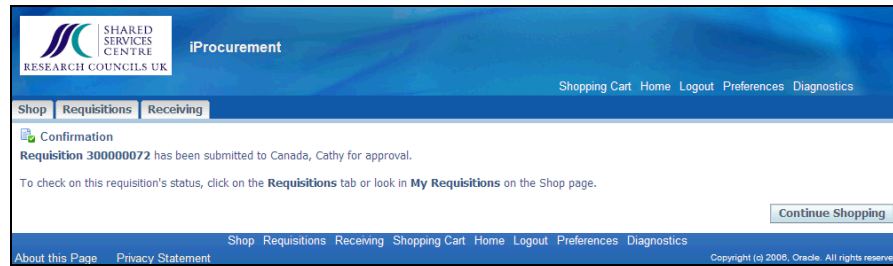 SHARED
SERVICES
CENTRE
RESEARCH COUNCILS UK
iProcurement
Shopping Cart Home Logout Preferences Diagnostics
Shop Requisitions Receiving
Confirmation
Requisition 300000072 has been submitted to Canada, Cathy for approval.
To check on this requisition's status, click on the Requisitions tab or look in My Requisitions on the Shop page.
Continue Shopping
Shop Requisitions Receiving Shopping Cart Home Logout Preferences Diagnostics
About this Page Privacy Statement Copyright (c) 2006, Oracle. All rights reserve